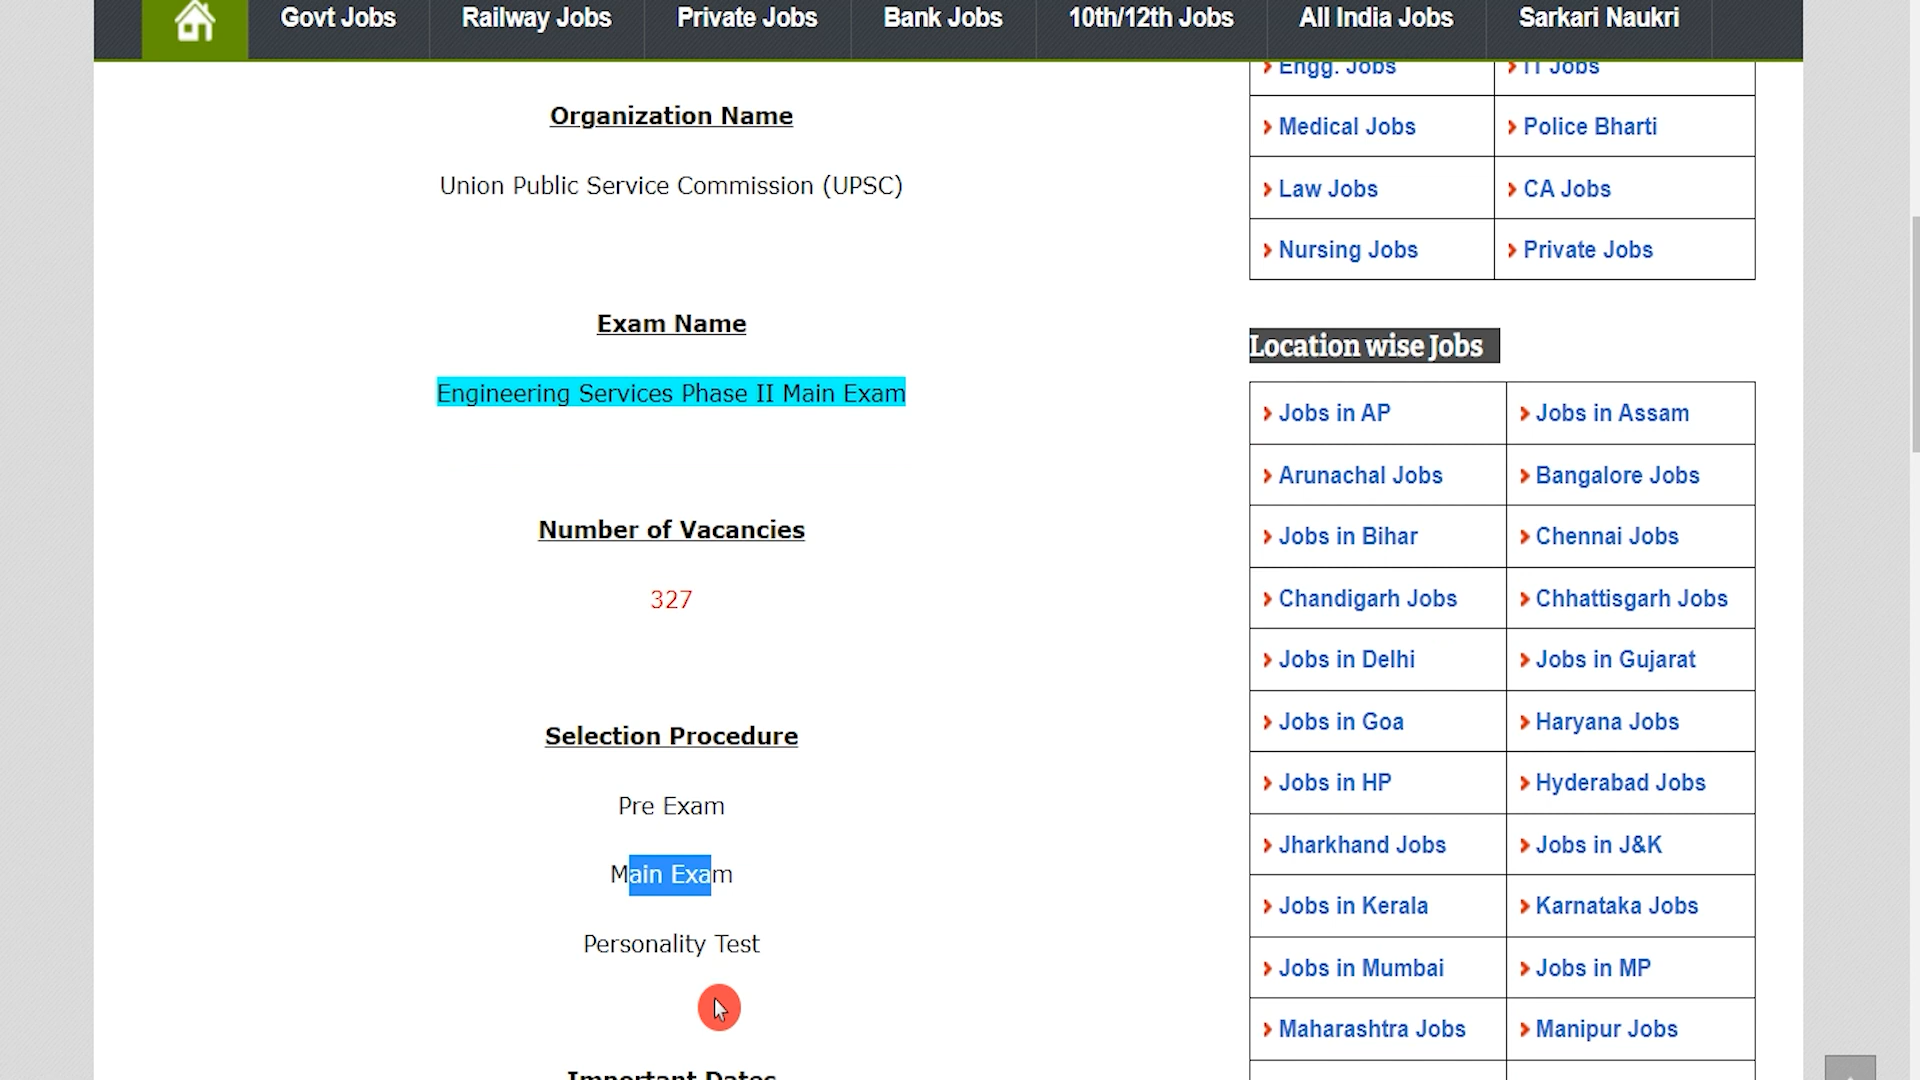 Govt Jobs
Railway Jobs
Private Jobs
Bank Jobs
10th/12th Jobs
All India Jobs
Sarkari Naukri
Organization Name
Union Public Service Commission (UPSC)
Exam Name
Engineering Services Phase II Main Exam
Number of Vacancies
327
Selection Procedure
Pre Exam
Main Exam
Personality Test
Important Dates
Engg. Jobs
IT Jobs
Medical Jobs
Police Bharti
Law Jobs
CA Jobs
Nursing Jobs
Private Jobs
Location wise Jobs
Jobs in AP
Jobs in Assam
Arunachal Jobs
Bangalore Jobs
Jobs in Bihar
Chennai Jobs
Chandigarh Jobs
Chhattisgarh Jobs
Jobs in Delhi
Jobs in Gujarat
Jobs in Goa
Haryana Jobs
Jobs in HP
Hyderabad Jobs
Jharkhand Jobs
Jobs in J&K
Jobs in Kerala
Karnataka Jobs
Jobs in Mumbai
Jobs in MP
Maharashtra Jobs
Manipur Jobs